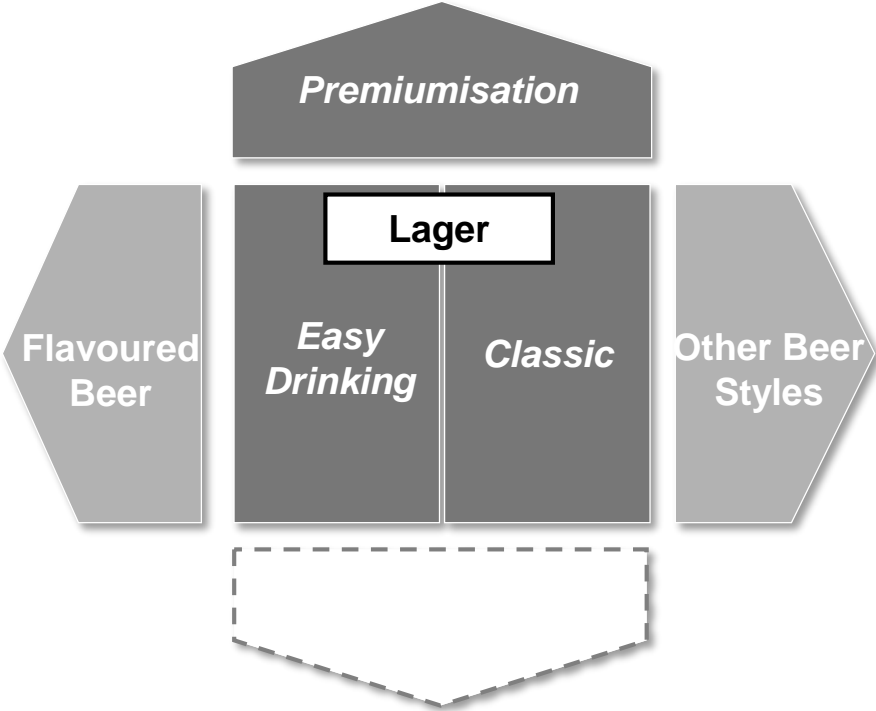 Premiumisation
Lager
Flavoured
Beer
Easy
Drinking
Classic
Other Beer
Styles